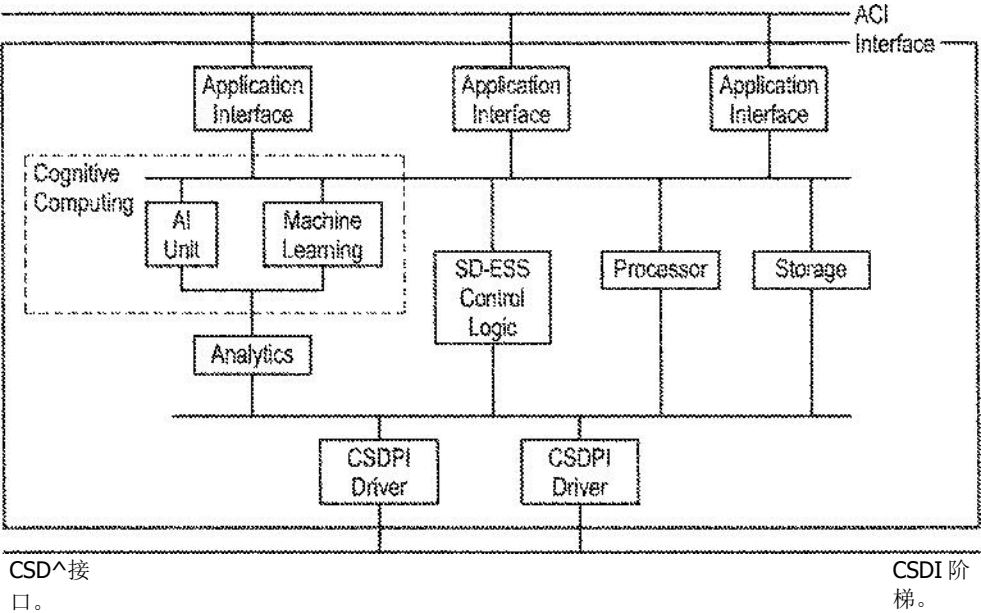 ACI
Interface
Application
Interface
Application
Interface
Application
Interface
Cognitive
Computing
AI
Unit
Machine
Learning
SD-ESS
Control
Logic
Processor
Storage
Analytics
CSDPI
Driver
CSDPI
Driver
CSD^接
口。
CSDI 阶
梯。